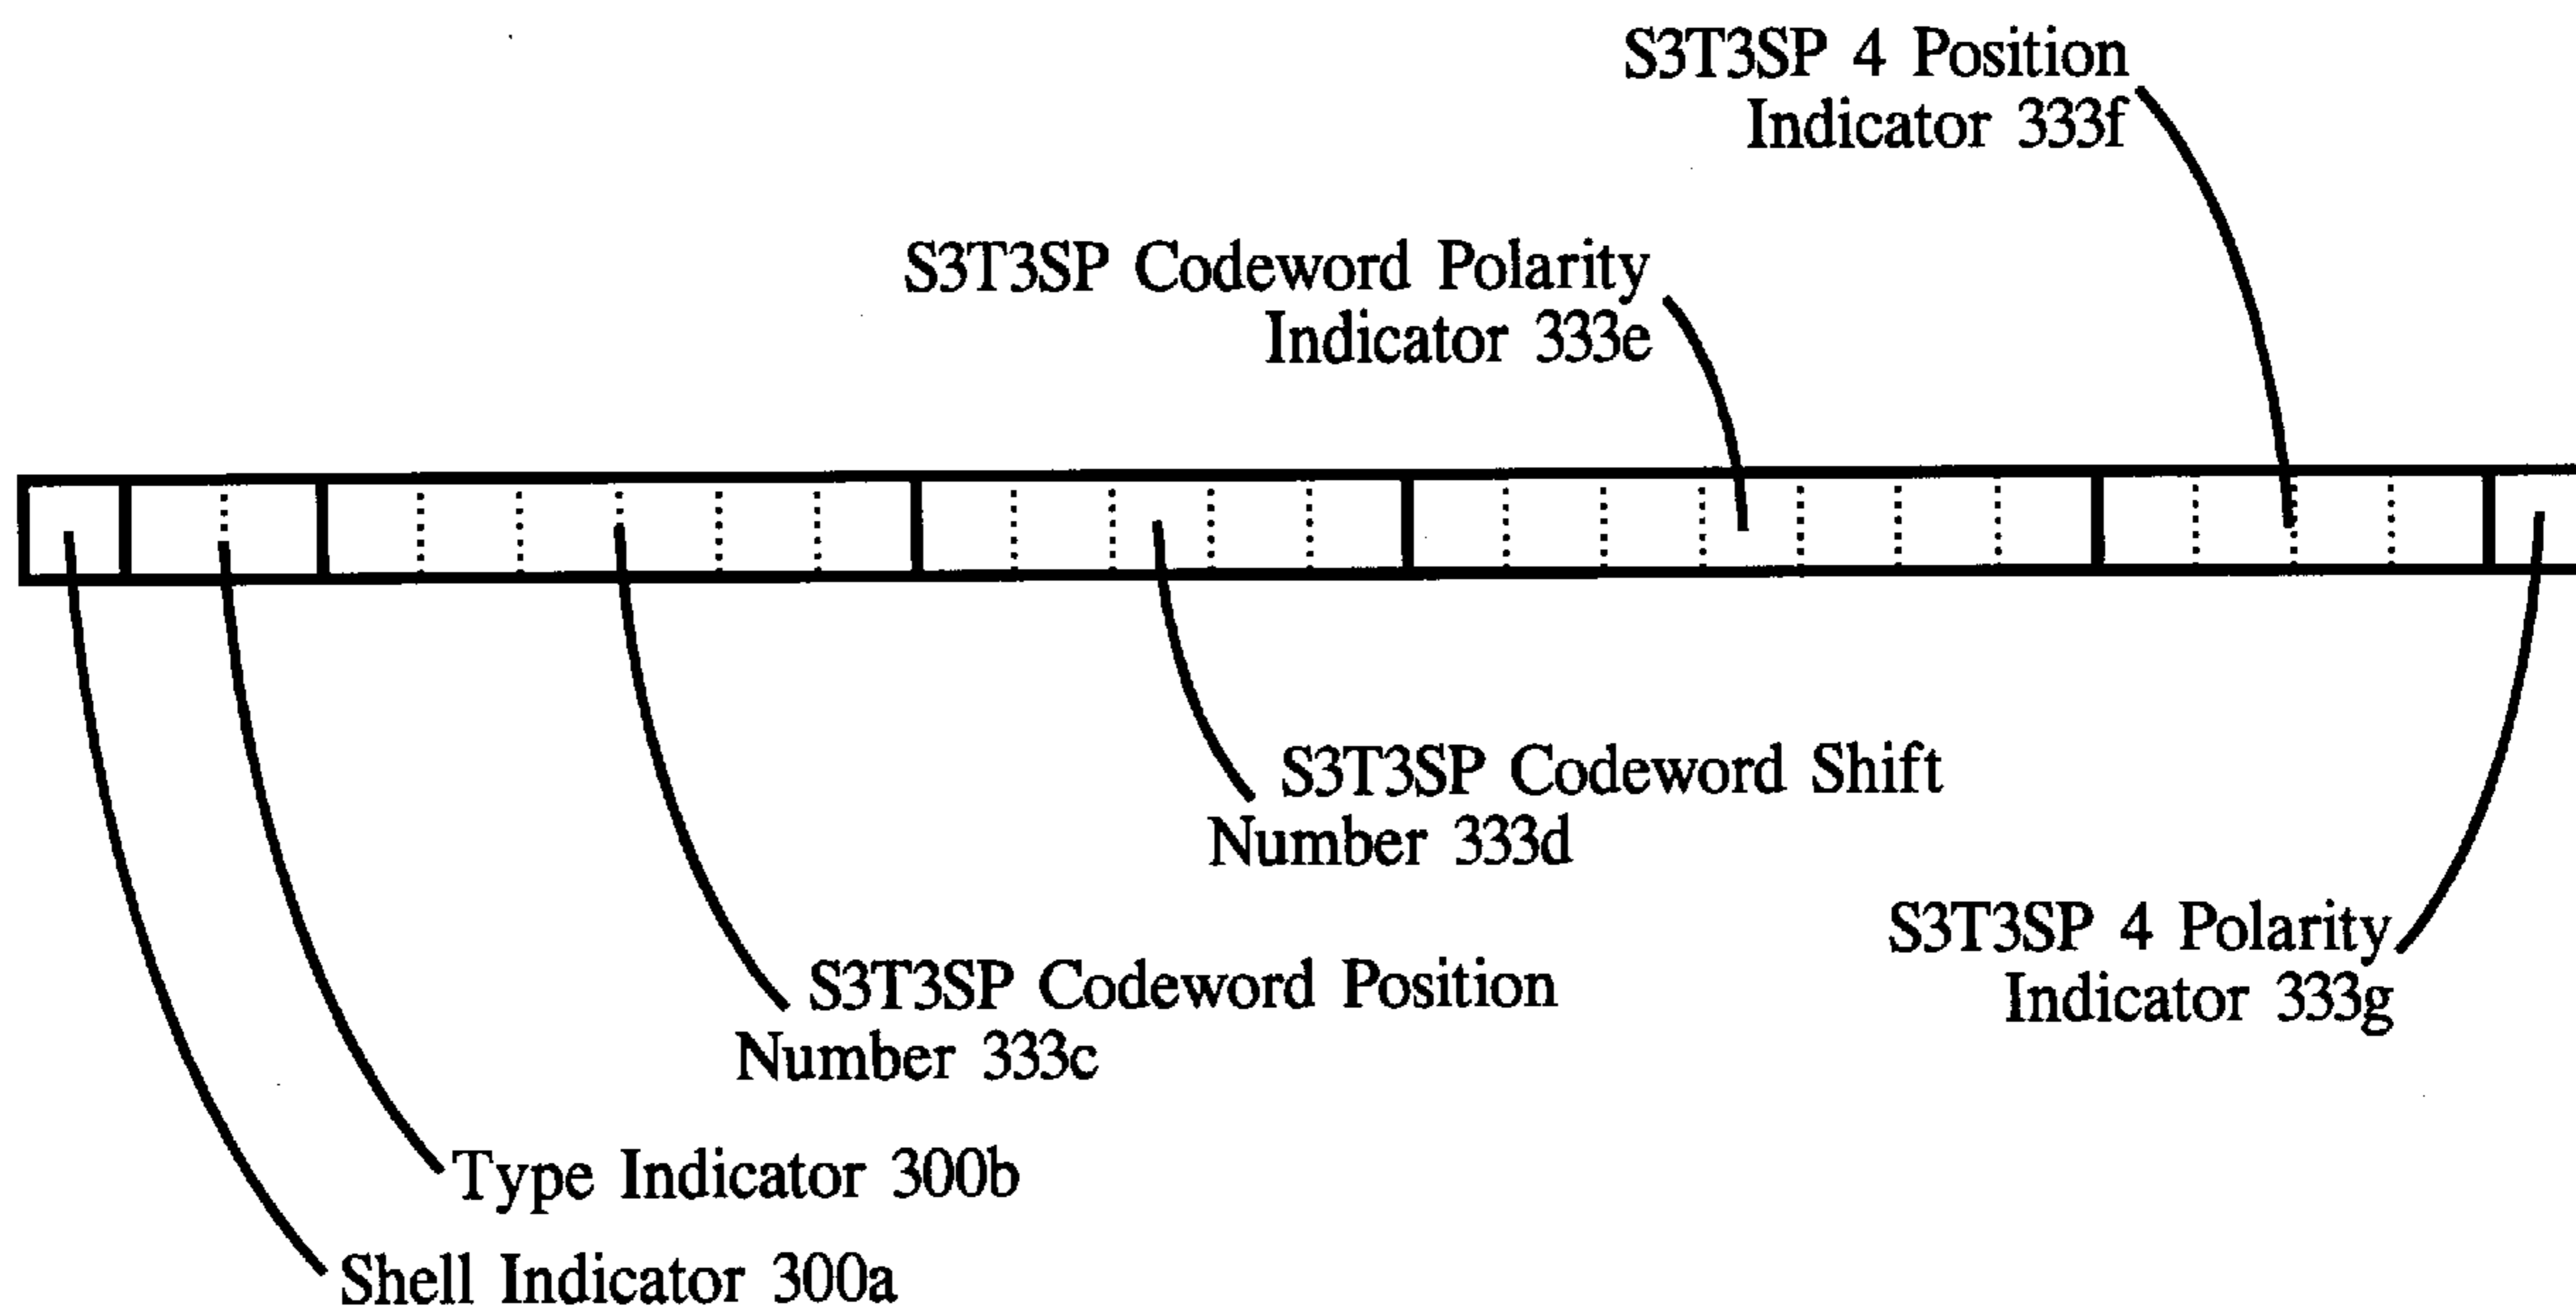 S3T3SP 4 Position
Indicator 333f
S3T3SP Codeword Polarity
Indicator 333e
S3T3SP Codeword Shift
Number 333d
S3T3SP 4 Polarity
Indicator 333g
S3T3SP Codeword Position
Number 333c
Type Indicator 300b
Shell Indicator 300a